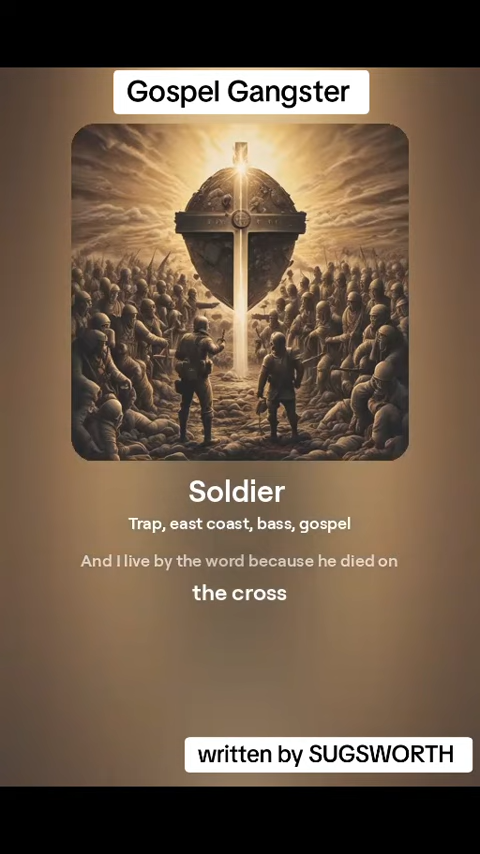 Gospel Gangster
Soldier
Trap, east coast, bass, gospel
And I live by the word because he died on
the cross
written by SUGSWORTH